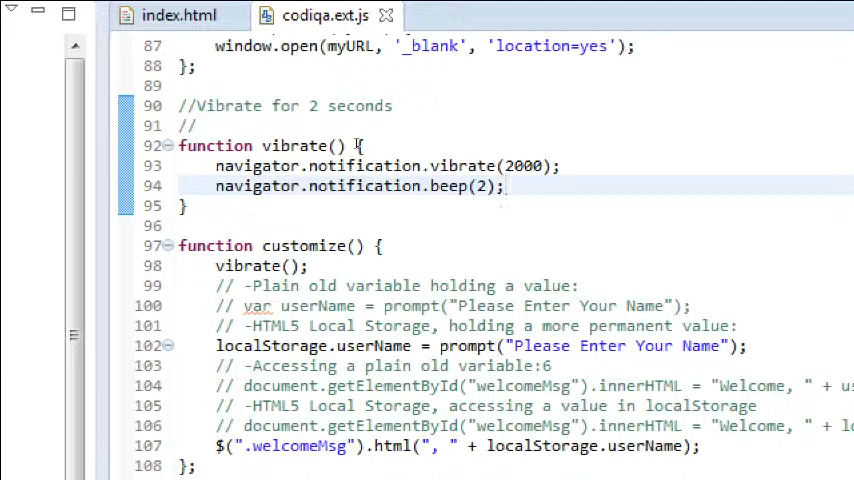 index.html codiqa.ext.js
87 window.open(myURL, '_blank', 'location=yes');
88 };
89
90 //Vibrate for 2 seconds
91 //
92 function vibrate() {
93 navigator.notification.vibrate(2000);
94 navigator.notification.beep(2);
95 }
96
97 function customize() {
98 vibrate();
99 // -Plain old variable holding a value:
100 // var userName = prompt("Please Enter Your Name");
101 // -HTML5 Local Storage, holding a more permanent value:
102 localStorage.userName = prompt("Please Enter Your Name");
103 // -Accessing a plain old variable:6
104 // document.getElementById("welcomeMsg").innerHTML = "Welcome, " + us
105 // -HTML5 Local Storage, accessing a value in localStorage
106 // document.getElementById("welcomeMsg").innerHTML = "Welcome, " + lo
107 $(".welcomeMsg").html(", " + localStorage.userName);
108 };